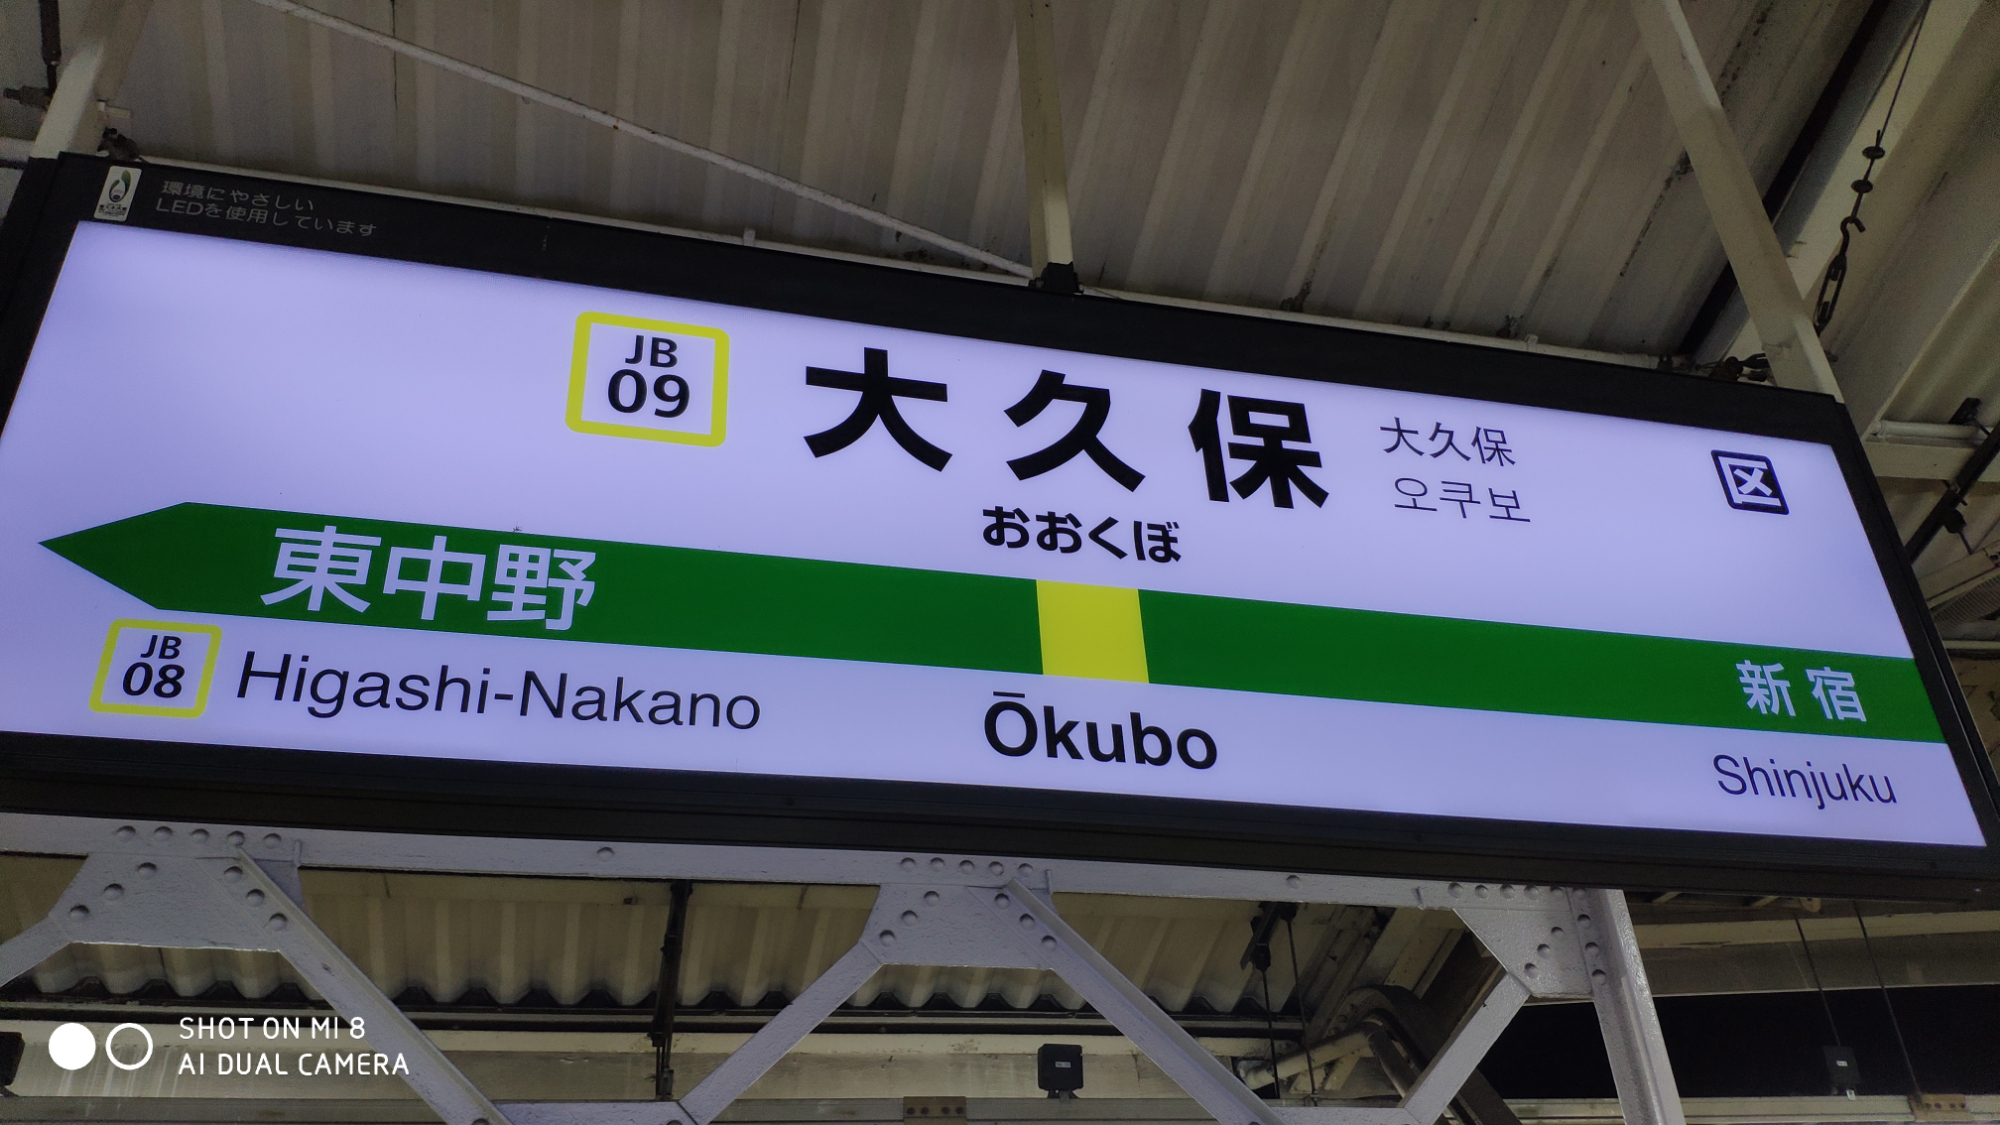 環境にやさしい
LEDを使用しています
JB
09
大久保
大久保
오쿠보
区
おおくぼ
東中野
新宿
JB
08
Higashi-Nakano
Ōkubo
Shinjuku
SHOT ON MI 8
AI DUAL CAMERA